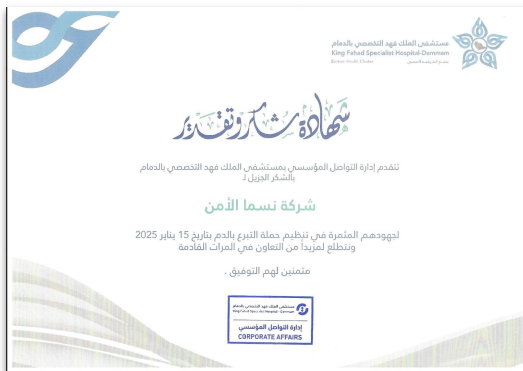 مستشفى الملك فهد التخصصي بالدمام
King Fahad Specialist Hospital-Dammam
شهادة شكر وتقدير
تتقدم إدارة التواصل المؤسسي بمستشفى الملك فهد التخصصي بالدمام
بالشكر الجزيل لـ
شركة نسما الأمن
لجهودهم المثمرة في تنظيم حملة التبرع بالدم بتاريخ 15 يناير 2025
ونتطلع لمزيداً من التعاون في المرات القادمة
متمنين لهم التوفيق .
مستشفى الملك فهد التخصصي بالدمام
King Fahad Specialist Hospital - Dammam
إدارة التواصل المؤسسي
CORPORATE AFFAIRS